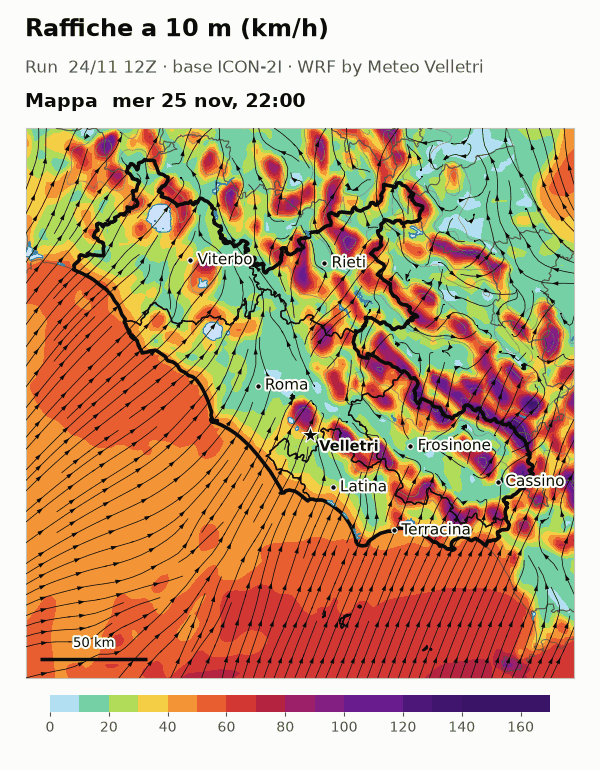 Raffiche a 10 m (km/h)
Run  24/11 12Z · base ICON-2I · WRF by Meteo Velletri
Mappa  mer 25 nov, 22:00
Viterbo
Rieti
Roma
Velletri
Frosinone
Cassino
Latina
Terracina
50 km
0 20 40 60 80 100 120 140 160